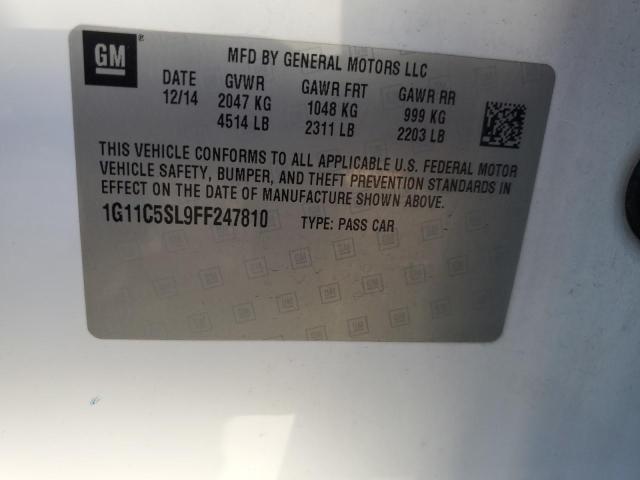 GM ®
MFD BY GENERAL MOTORS LLC
DATE GVWR GAWR FRT GAWR RR
12/14 2047 KG 1048 KG 999 KG
4514 LB 2311 LB 2203 LB
THIS VEHICLE CONFORMS TO ALL APPLICABLE U.S. FEDERAL MOTOR
VEHICLE SAFETY, BUMPER, AND THEFT PREVENTION STANDARDS IN
EFFECT ON THE DATE OF MANUFACTURE SHOWN ABOVE.
1G11C5SL9FF247810 TYPE: PASS CAR